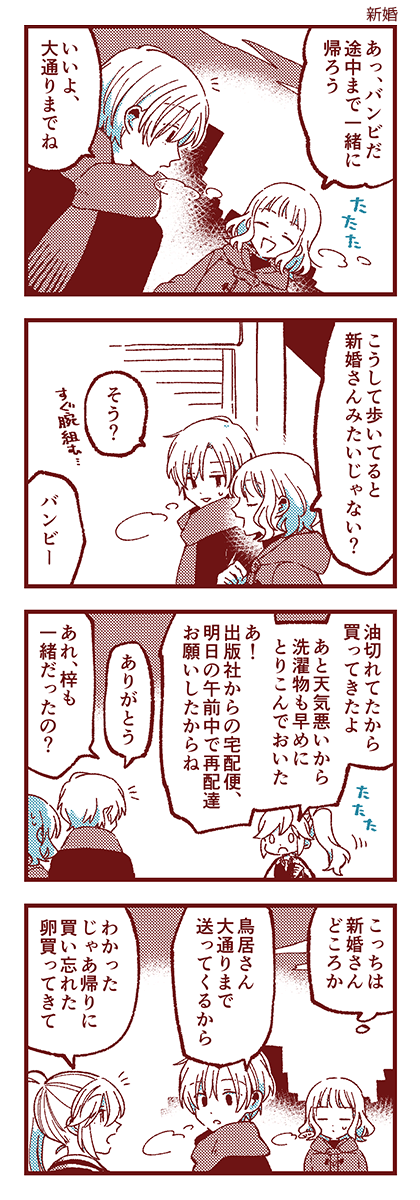 新婚
あっ、バンビだ
途中まで一緒に
帰ろう
いいよ、
大通りまでね
たたた
こうして歩いてると
新婚さんみたいじゃない?
そう?
すぐ腕組む…
バンビー
油切れてたから
買ってきたよ
あと天気悪いから
洗濯物も早めに
とりこんでおいた
あ!
出版社からの宅配便、
明日の午前中で再配達
お願いしたからね
ありがとう
あれ、梓も
一緒だったの?
たたた
こっちは
新婚さん
どころか
鳥居さん
大通りまで
送ってくるから
わかった
じゃあ帰りに
買い忘れた
卵買ってきて